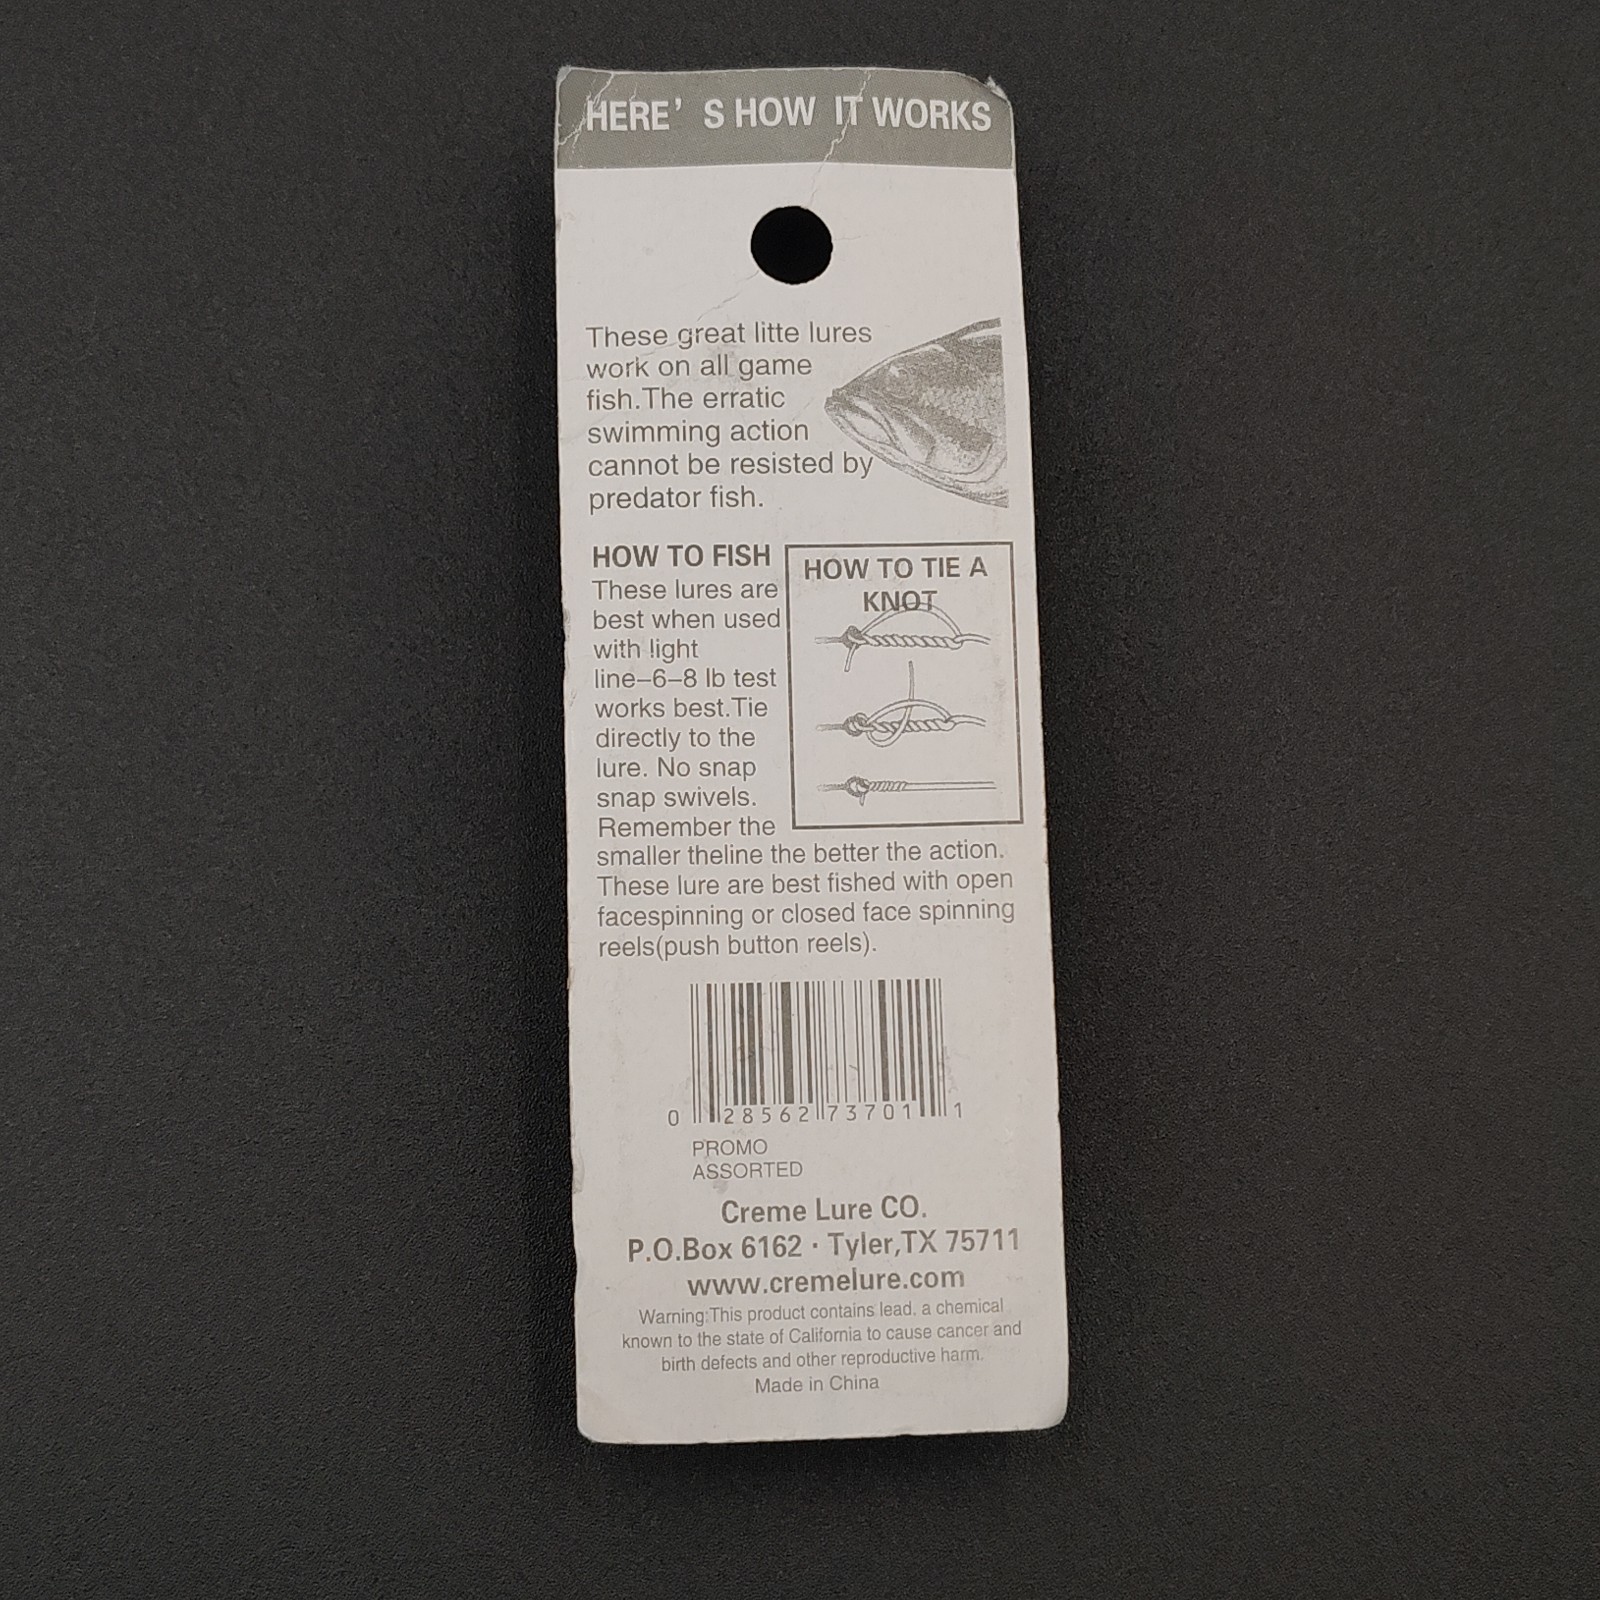 HERE' S HOW IT WORKS
These great litte lures
work on all game
fish.The erratic
swimming action
cannot be resisted by
predator fish.
HOW TO FISH
These lures are
best when used
with light
line–6–8 lb test
works best.Tie
directly to the
lure. No snap
snap swivels.
Remember the
smaller theline the better the action.
These lure are best fished with open
facespinning or closed face spinning
reels(push button reels).
HOW TO TIE A
KNOT
0 28562 73701 1
PROMO
ASSORTED
Creme Lure CO.
P.O.Box 6162 · Tyler,TX 75711
www.cremelure.com
Warning:This product contains lead. a chemical
known to the state of California to cause cancer and
birth defects and other reproductive harm.
Made in China